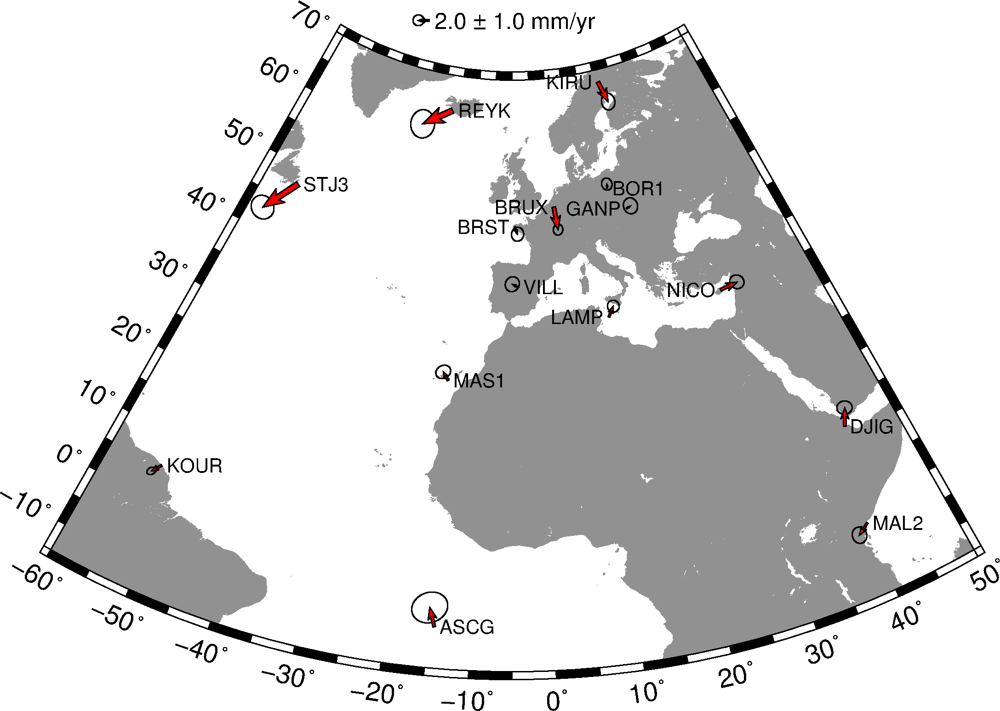 2.0 ± 1.0 mm/yr
70°
60°
50°
40°
30°
20°
10°
0°
−10°
KIRU
REYK
STJ3
BOR1
BRUX
GANP
BRST
VILL
NICO
LAMP
MAS1
DJIG
KOUR
MAL2
ASCG
−60°
−50°
−40°
−30°
−20°
−10°
0°
10°
20°
30°
40°
50°